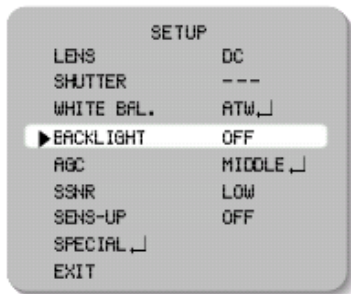 SETUP
LENS DC
SHUTTER ---
WHITE BAL. ATW↵
▶BACKLIGHT OFF
AGC MIDDLE↵
SSNR LOW
SENS-UP OFF
SPECIAL↵
EXIT